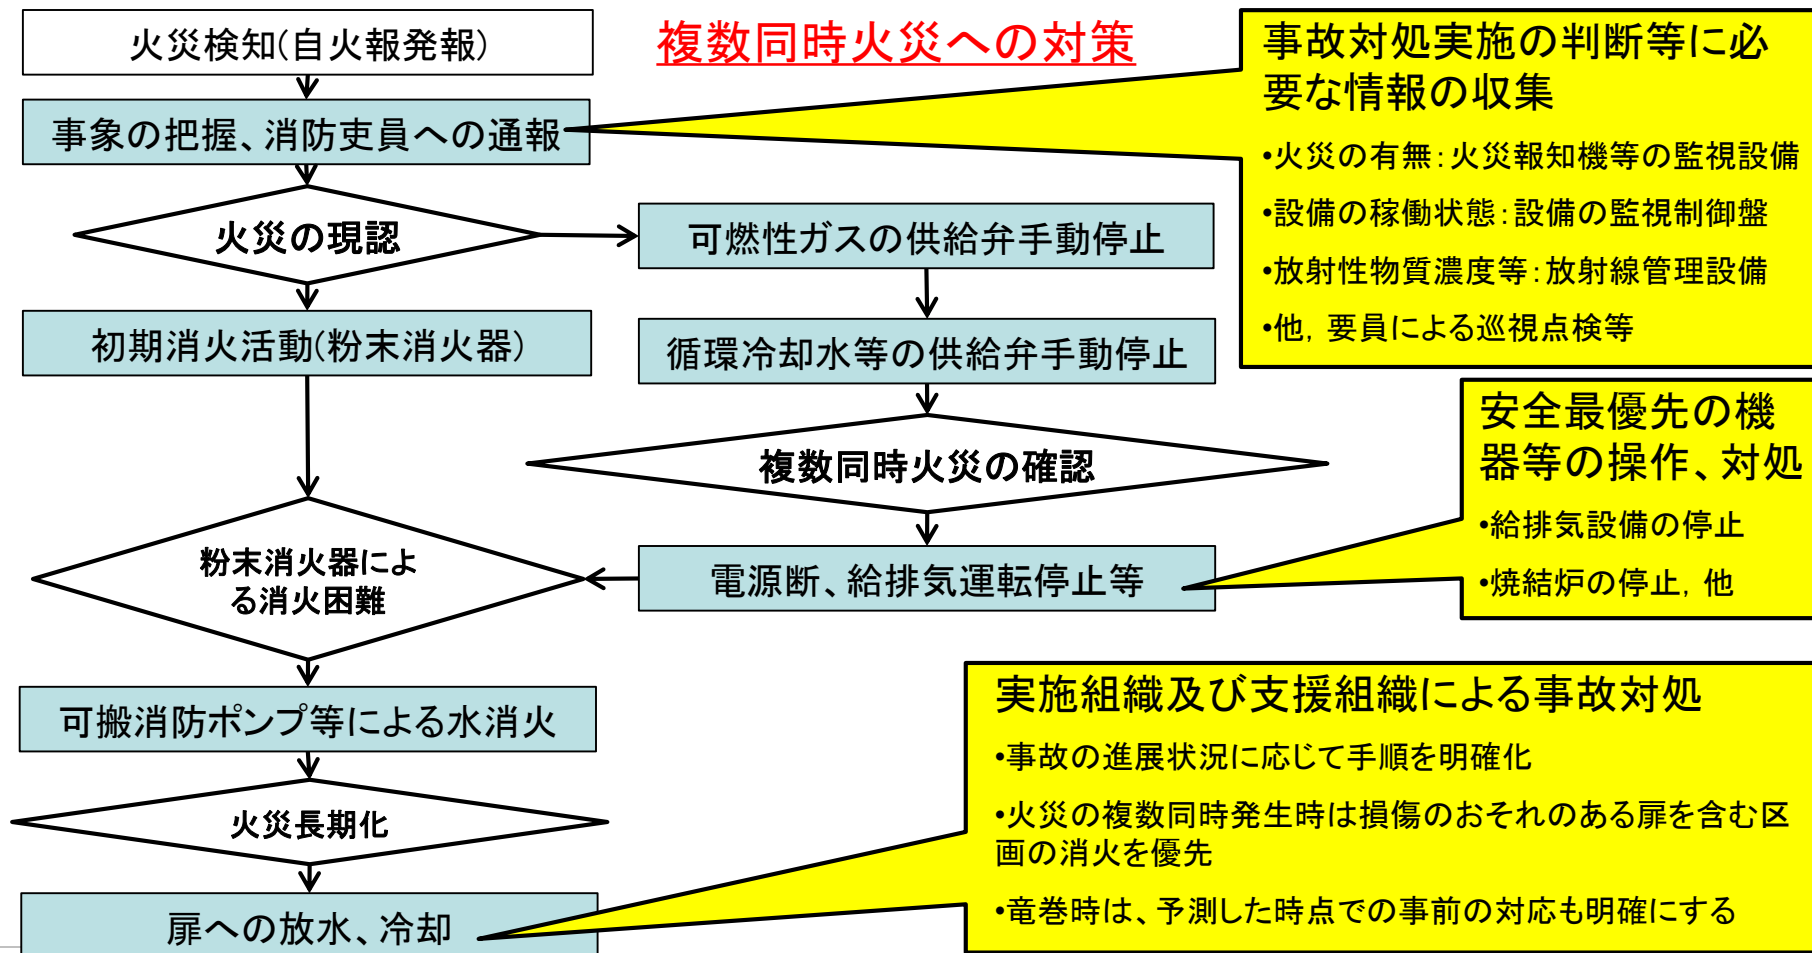 複数同時火災への対策
火災検知(自火報発報)
事象の把握、消防吏員への通報
火災の現認
初期消火活動(粉末消火器)
粉末消火器によ
る消火困難
可搬消防ポンプ等による水消火
火災長期化
扉への放水、冷却
可燃性ガスの供給弁手動停止
循環冷却水等の供給弁手動停止
複数同時火災の確認
電源断、給排気運転停止等
事故対処実施の判断等に必
要な情報の収集
•火災の有無:火災報知機等の監視設備
•設備の稼働状態:設備の監視制御盤
•放射性物質濃度等:放射線管理設備
•他, 要員による巡視点検等
安全最優先の機
器等の操作、対処
•給排気設備の停止
•焼結炉の停止, 他
実施組織及び支援組織による事故対処
•事故の進展状況に応じて手順を明確化
•火災の複数同時発生時は損傷のおそれのある扉を含む区
画の消火を優先
•竜巻時は、予測した時点での事前の対応も明確にする